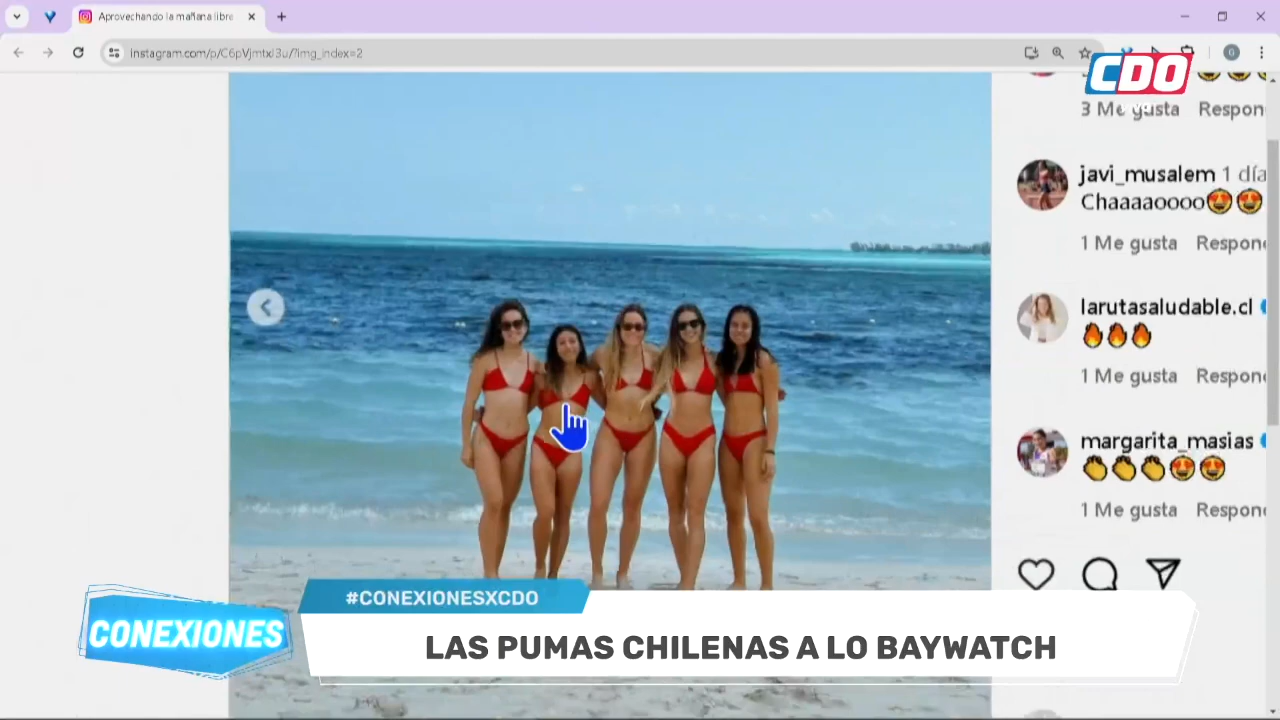 Aprovechando la mañana libre
instagram.com/p/C6pVjmtxJ3u/?img_index=2
G
CDO
VIVO
3 Me gusta Respon
javi_musalem 1 día
Chaaaaoooo
1 Me gusta Respon
larutasaludable.cl
1 Me gusta Respon
margarita_masias
1 Me gusta Respon
#CONEXIONESXCDO
CONEXIONES
LAS PUMAS CHILENAS A LO BAYWATCH